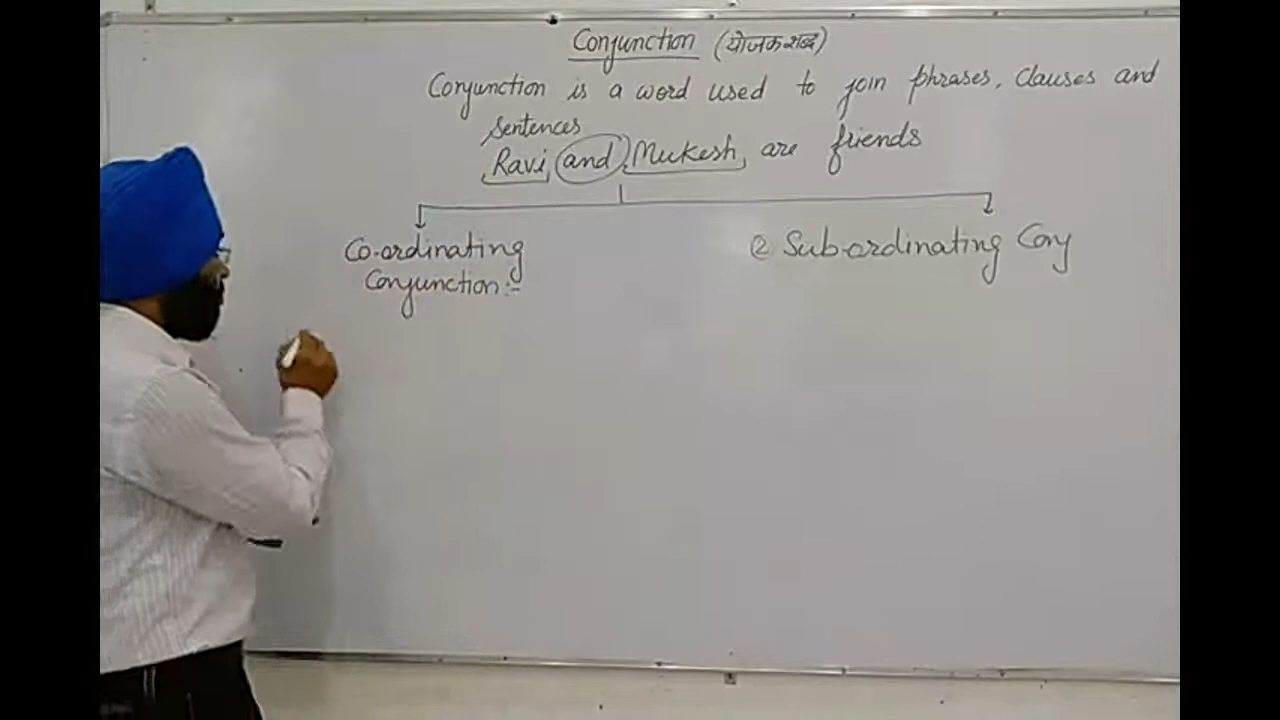 Conjunction (योजक शब्द)
Conjunction is a word used to join phrases, clauses and
sentences
Ravi and Mukesh are friends
Co-ordinating
Conjunction:-
② Sub-ordinating Conj